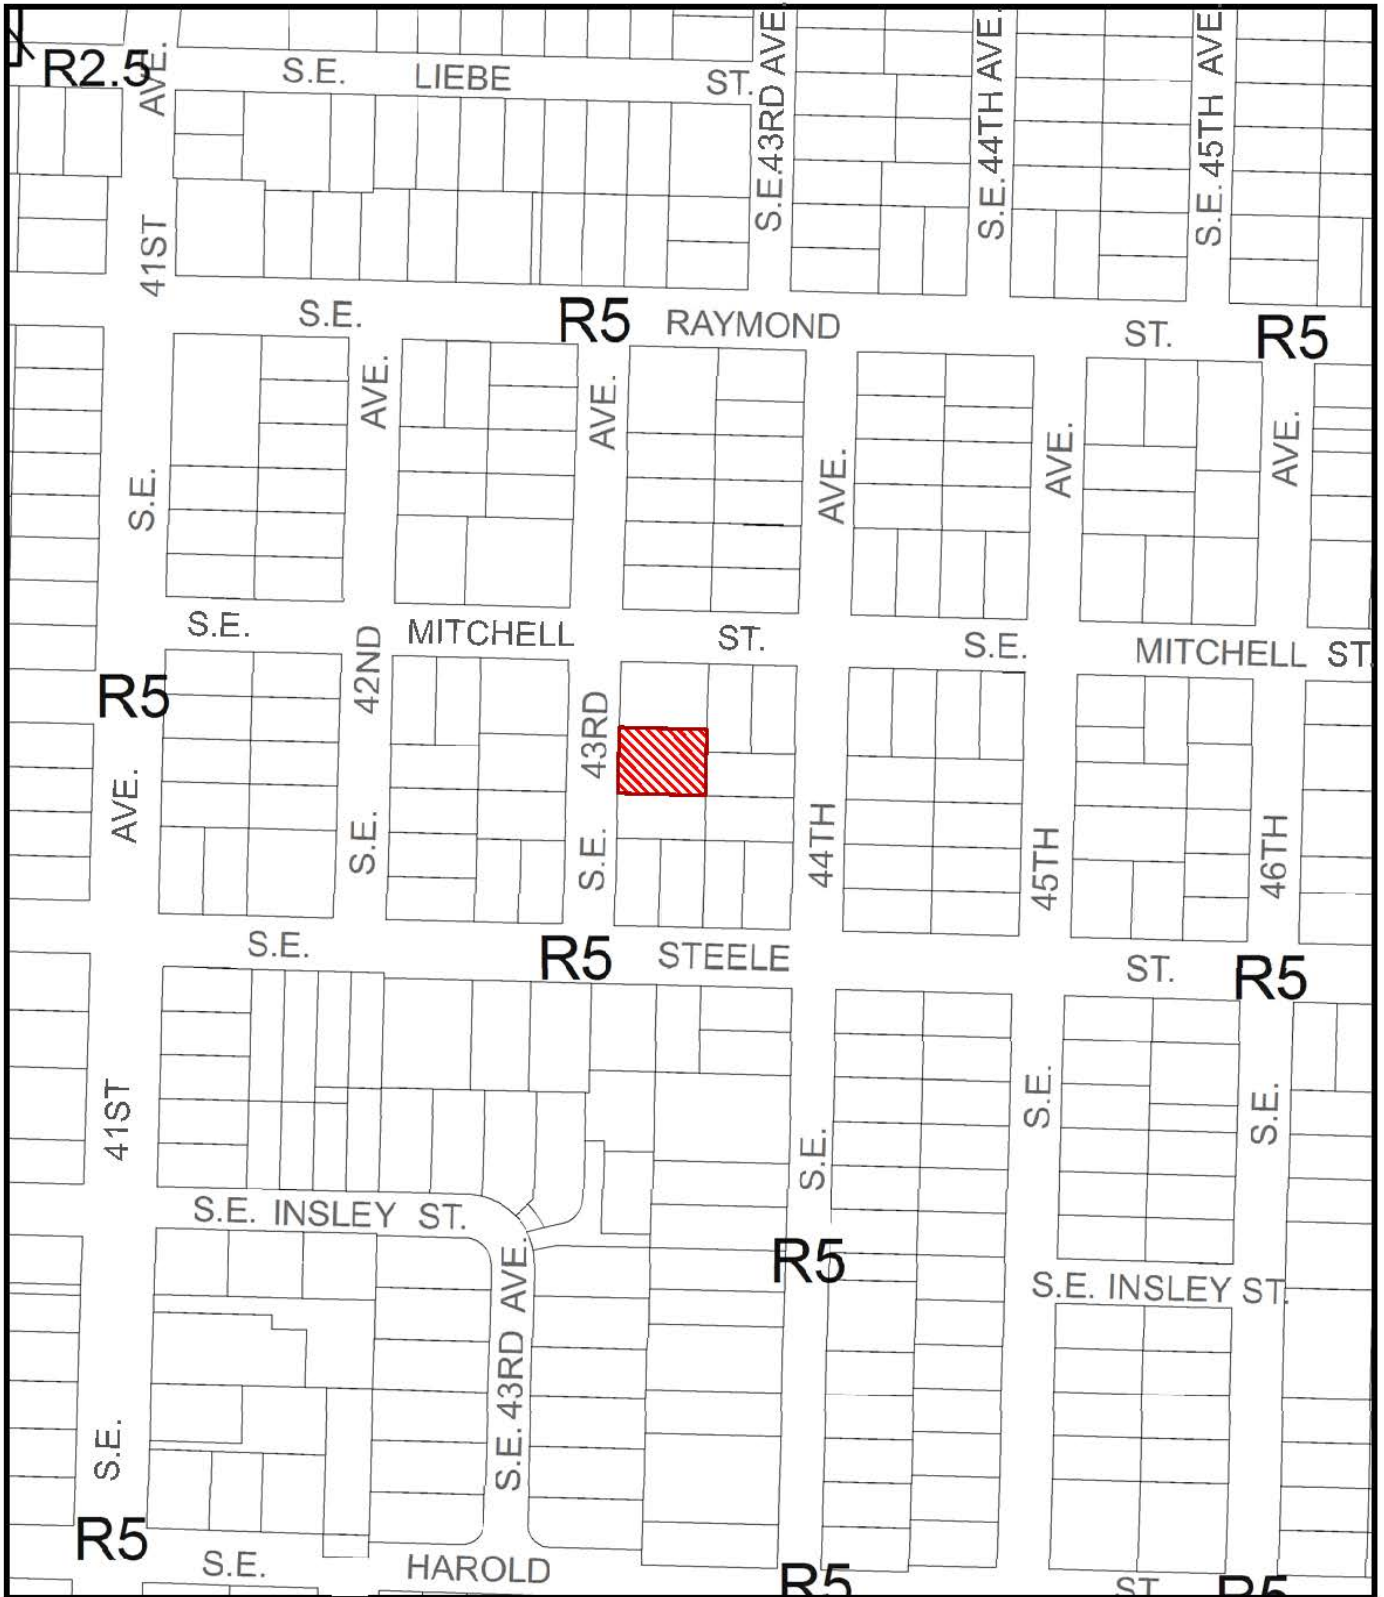 R2.5
AVE.
S.E. LIEBE ST.
S.E. 43RD AVE.
S.E. 44TH AVE.
S.E. 45TH AVE.
41ST
S.E. R5 RAYMOND ST. R5
AVE.
AVE.
AVE.
AVE.
AVE.
S.E.
S.E. MITCHELL ST. S.E. MITCHELL ST.
42ND
R5
43RD
AVE.
S.E.
S.E.
44TH
45TH
46TH
S.E. R5 STEELE ST. R5
41ST
S.E.
S.E.
S.E.
S.E. INSLEY ST.
R5
S.E. INSLEY ST.
S.E. 43RD AVE.
S.E.
R5
S.E. HAROLD ST.
R5
R5